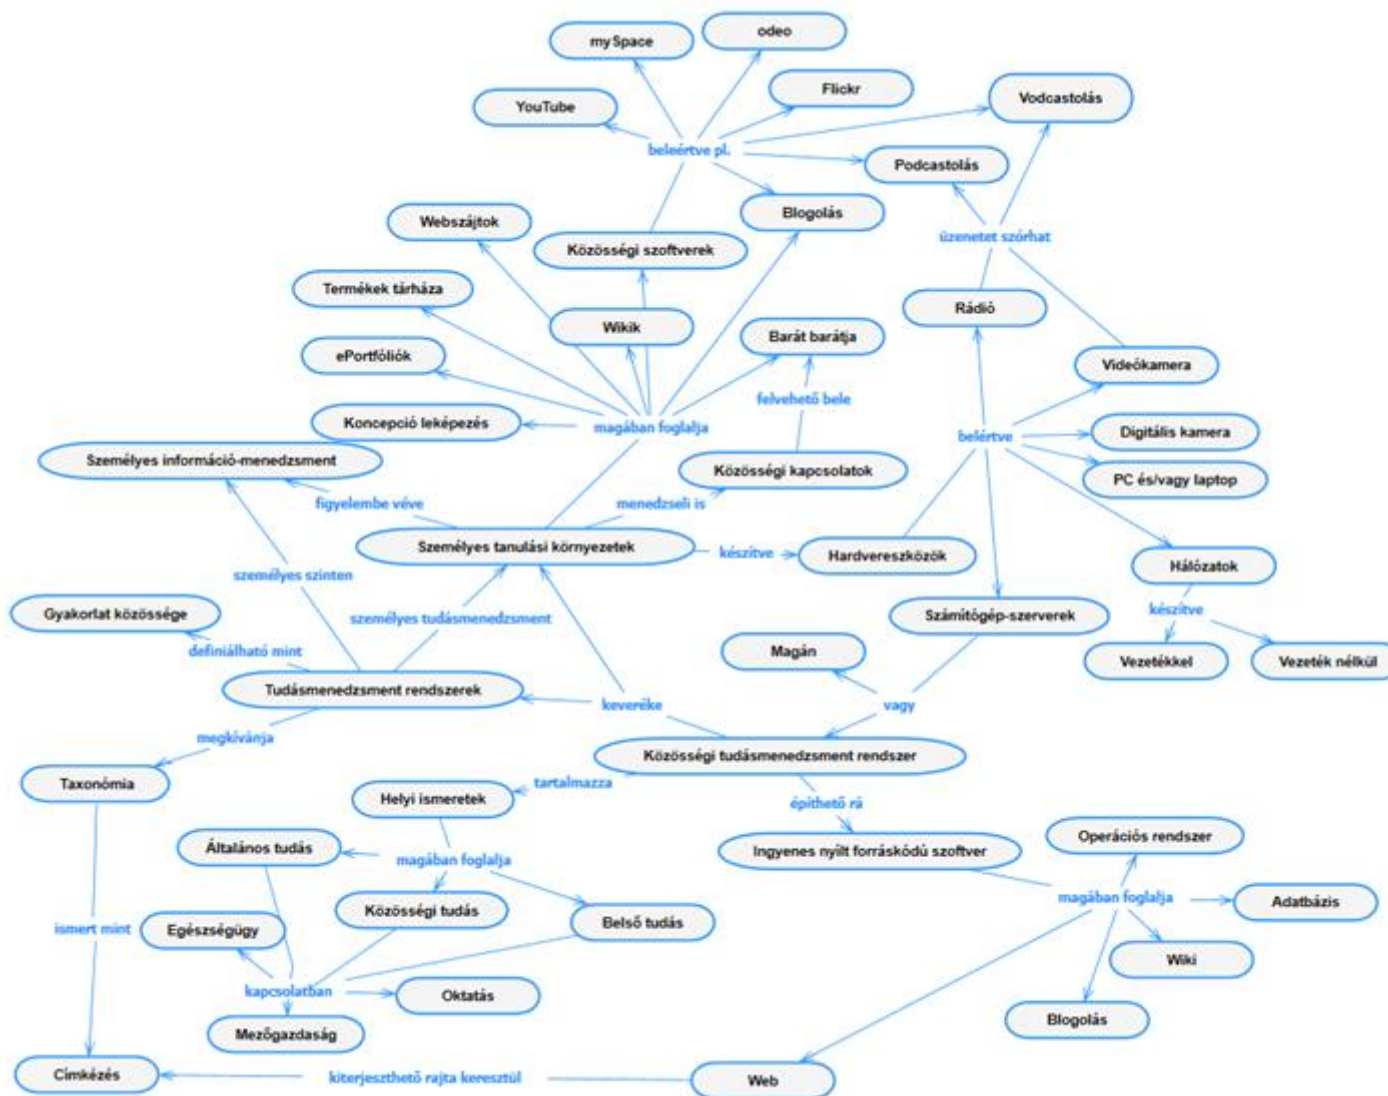 odeo
mySpace
Flickr
YouTube
Vodcastolás
beleértve pl.
Podcastolás
Blogolás
Webszájtok
Közösségi szoftverek
üzenetet szórhat
Termékek tárháza
Rádió
Wikik
Barát barátja
ePortfóliók
Videókamera
felvehető bele
Koncepció leképezés
magában foglalja
belértve
Digitális kamera
Személyes információ-menedzsment
Közösségi kapcsolatok
PC és/vagy laptop
figyelembe véve
menedzseli is
Személyes tanulási környezetek
készítve
Hardvereszközök
Hálózatok
személyes szinten
Gyakorlat közössége
személyes tudásmenedzsment
Számítógép-szerverek
készítve
definiálható mint
Magán
Vezetékkel
Vezeték nélkül
Tudásmenedzsment rendszerek
keveréke
vagy
megkívánja
Közösségi tudásmenedzsment rendszer
Taxonómia
tartalmazza
Helyi ismeretek
építhető rá
Operációs rendszer
Általános tudás
magában foglalja
Ingyenes nyílt forráskódú szoftver
magában foglalja
Adatbázis
Közösségi tudás
Belső tudás
ismert mint
Egészségügy
Wiki
kapcsolatban
Oktatás
Blogolás
Mezőgazdaság
Címkézés
kiterjeszthető rajta keresztül
Web